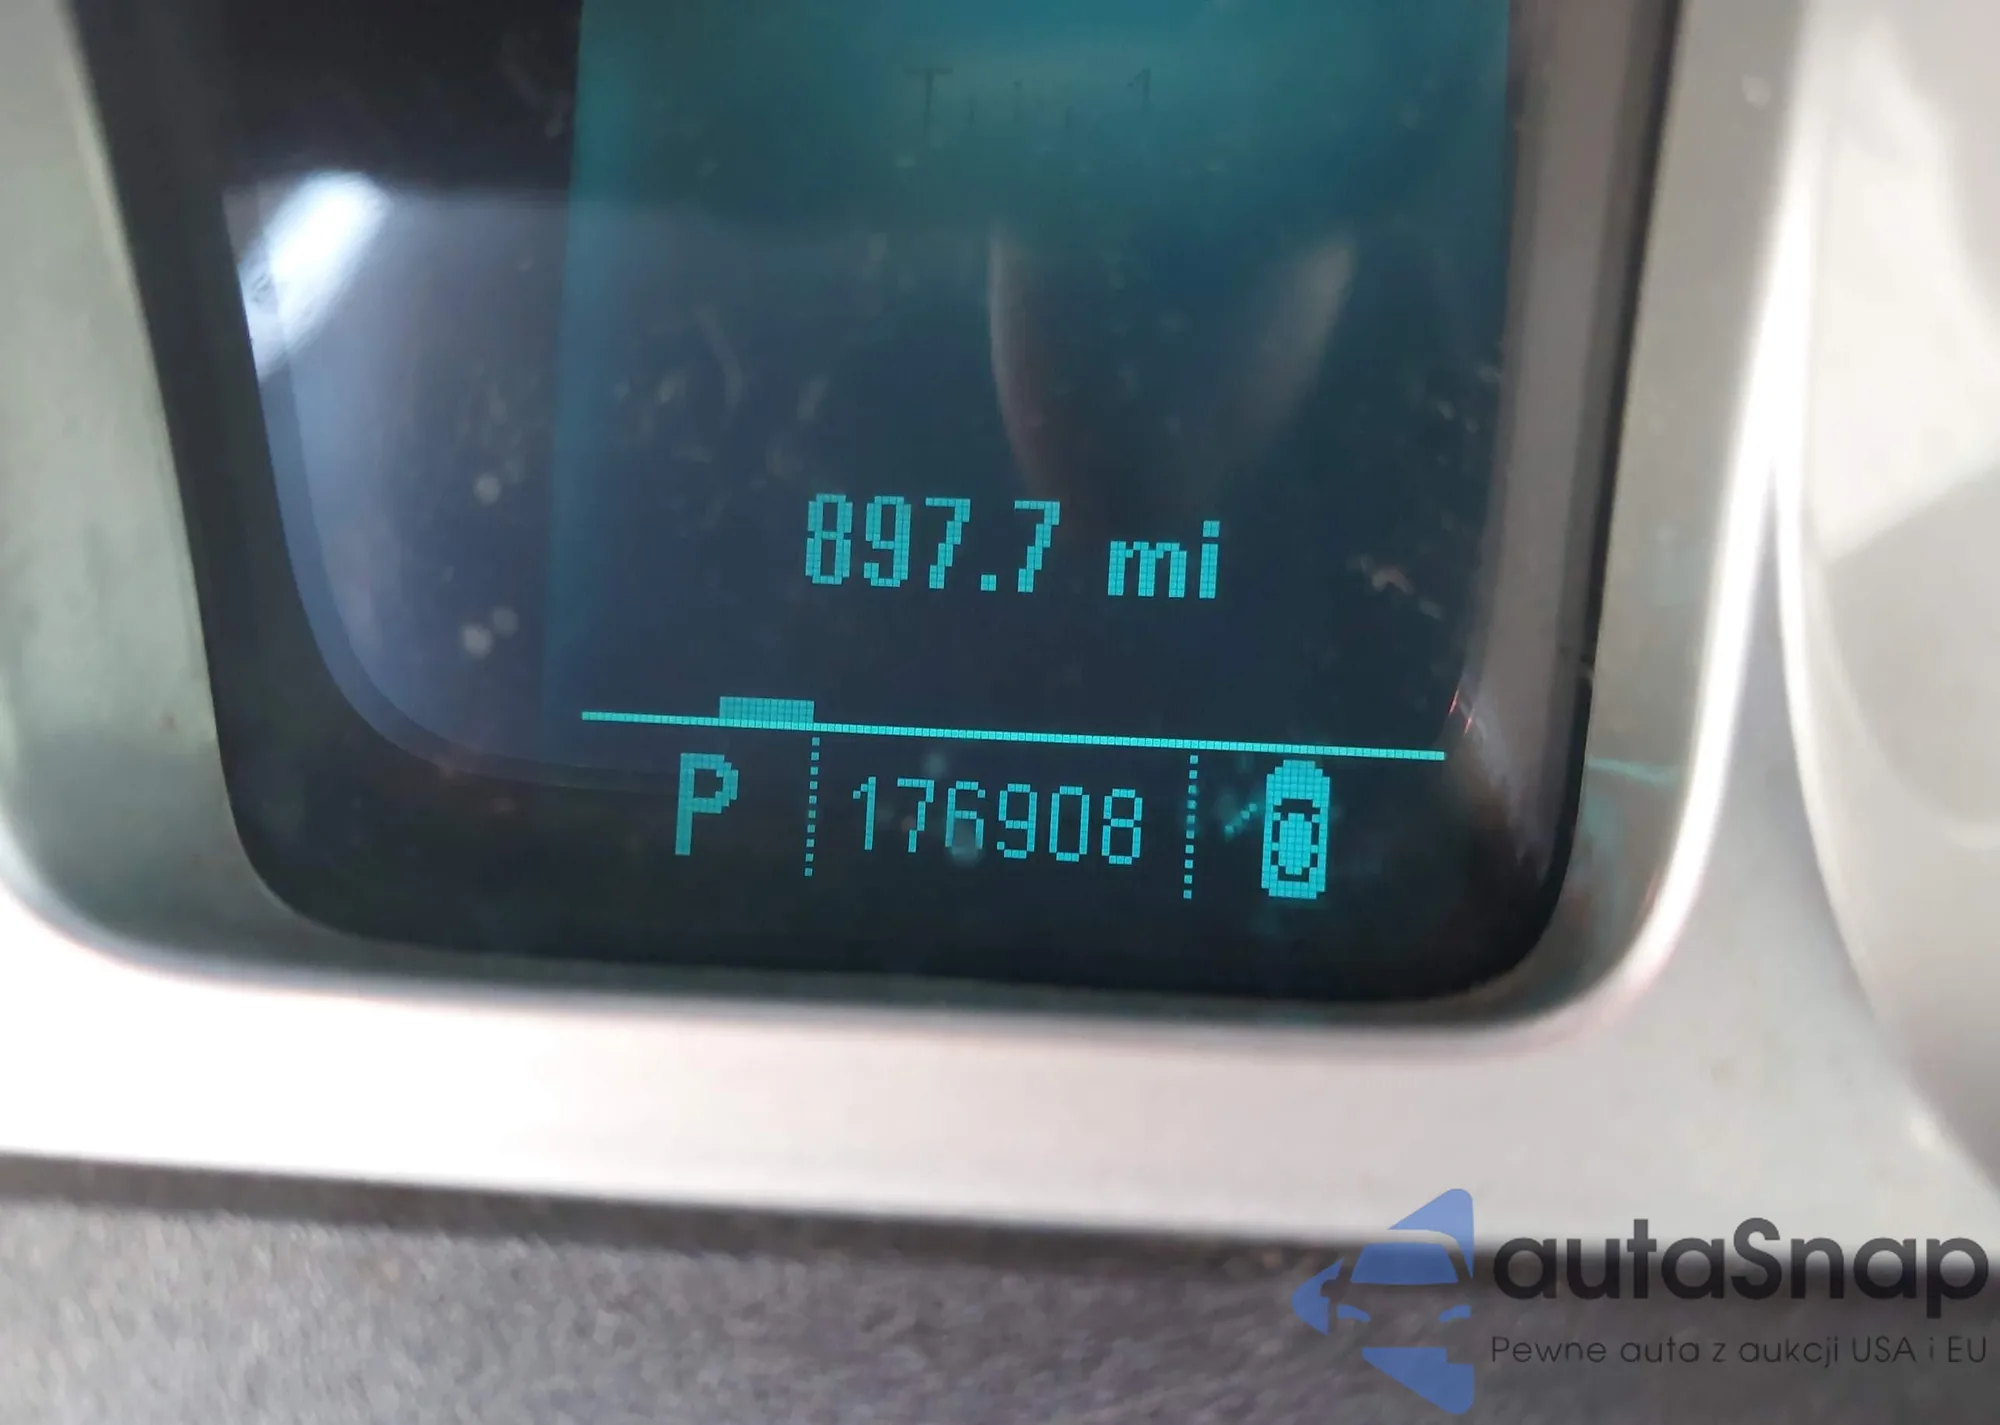 897.7 mi
P 176908
autaSnap
Pewne auta z aukcji USA i EU